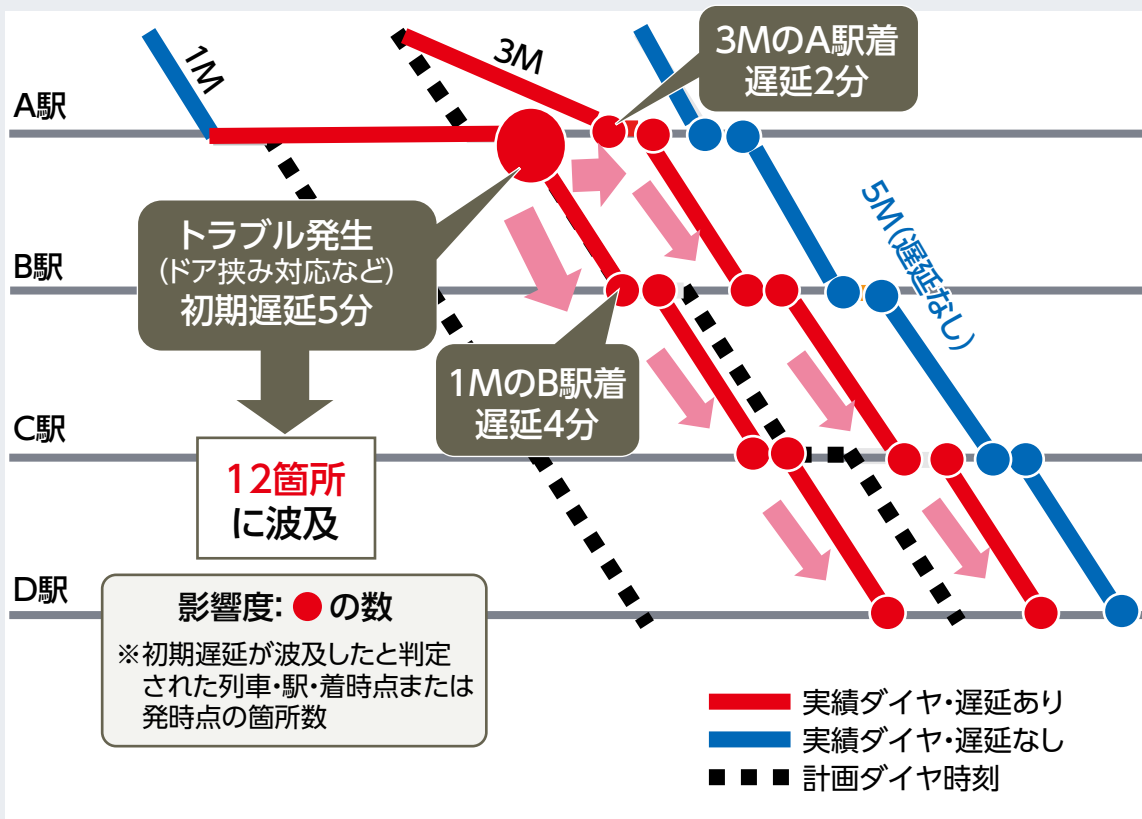 1M
3M
3MのA駅着
遅延2分
A駅
トラブル発生
(ドア挟み対応など)
初期遅延5分
5M(遅延なし)
B駅
1MのB駅着
遅延4分
C駅
12箇所
に波及
D駅
影響度:●の数
※初期遅延が波及したと判定
された列車・駅・着時点または
発時点の箇所数
実績ダイヤ・遅延あり
実績ダイヤ・遅延なし
計画ダイヤ時刻